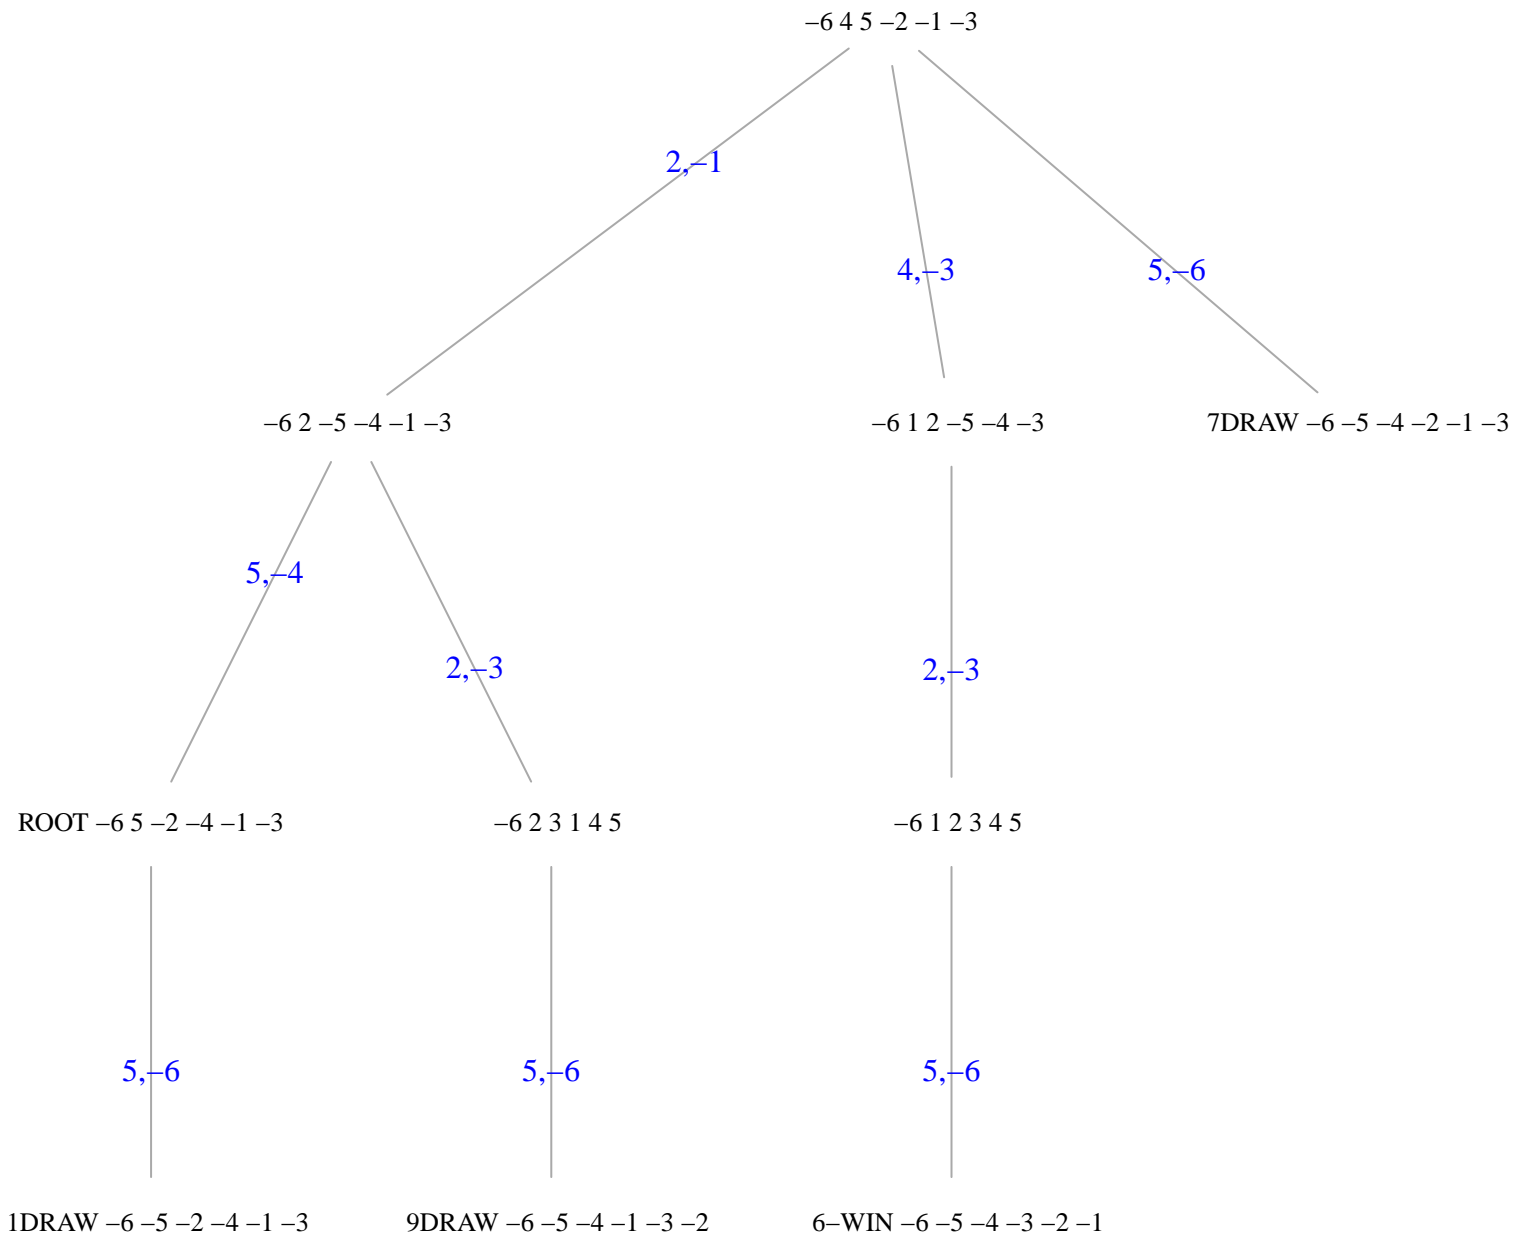 –6 4 5 –2 –1 –3
2,–1
4,–3
5,–6
–6 2 –5 –4 –1 –3
–6 1 2 –5 –4 –3
7DRAW –6 –5 –4 –2 –1 –3
5,–4
2,–3
2,–3
ROOT –6 5 –2 –4 –1 –3
–6 2 3 1 4 5
–6 1 2 3 4 5
5,–6
5,–6
5,–6
1DRAW –6 –5 –2 –4 –1 –3
9DRAW –6 –5 –4 –1 –3 –2
6–WIN –6 –5 –4 –3 –2 –1